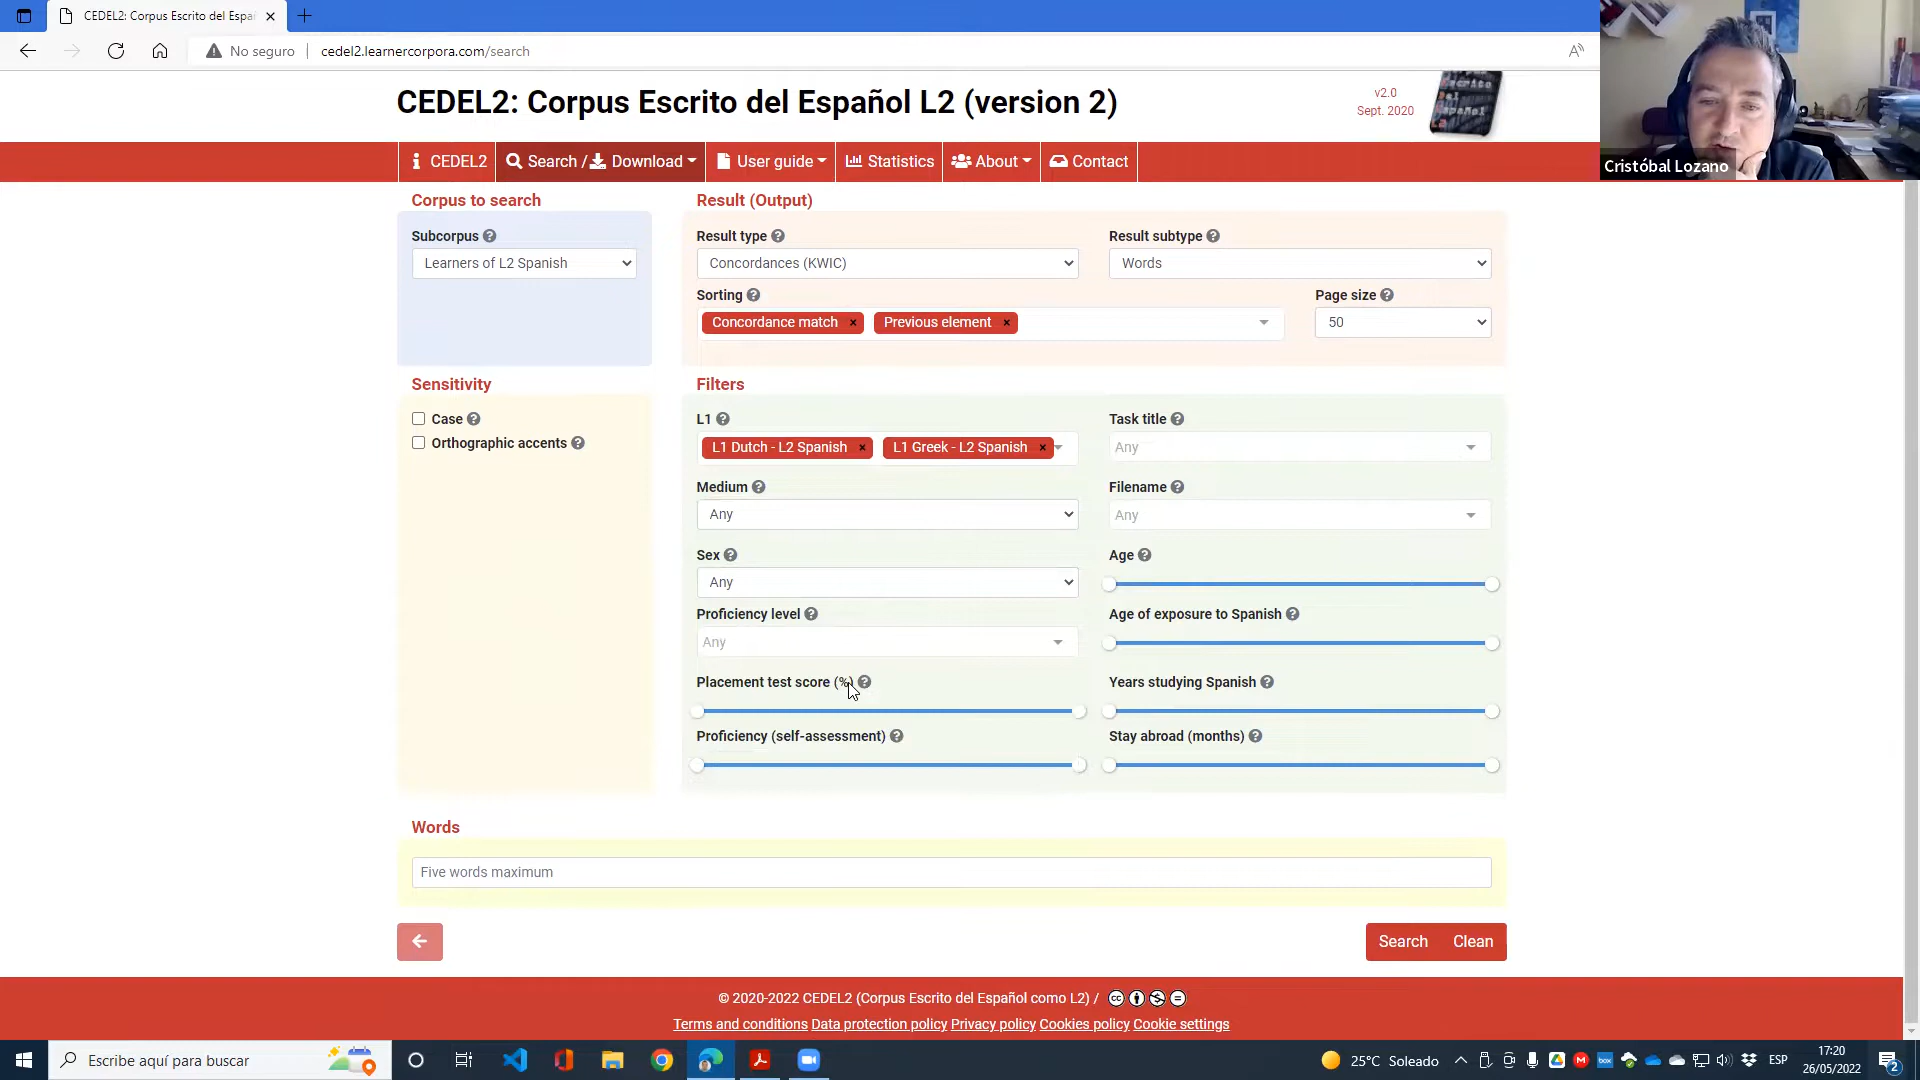 CEDEL2: Corpus Escrito del Espa
No seguro
cedel2.learnercorpora.com/search
CEDEL2: Corpus Escrito del Español L2 (version 2)
v2.0
Sept. 2020
Cristóbal Lozano
CEDEL2
Search / Download
User guide
Statistics
About
Contact
Corpus to search
Subcorpus
Learners of L2 Spanish
Result (Output)
Result type
Concordances (KWIC)
Result subtype
Words
Sorting
Concordance match ×
Previous element ×
Page size
50
Sensitivity
Case
Orthographic accents
Filters
L1
L1 Dutch - L2 Spanish ×
L1 Greek - L2 Spanish ×
Task title
Any
Medium
Any
Filename
Any
Sex
Any
Age
Proficiency level
Any
Age of exposure to Spanish
Placement test score (%)
Years studying Spanish
Proficiency (self-assessment)
Stay abroad (months)
Words
Five words maximum
Search
Clean
© 2020-2022 CEDEL2 (Corpus Escrito del Español como L2) /
Terms and conditions Data protection policy Privacy policy Cookies policy Cookie settings
Escribe aquí para buscar
25°C Soleado
ESP
17:20
26/05/2022
2